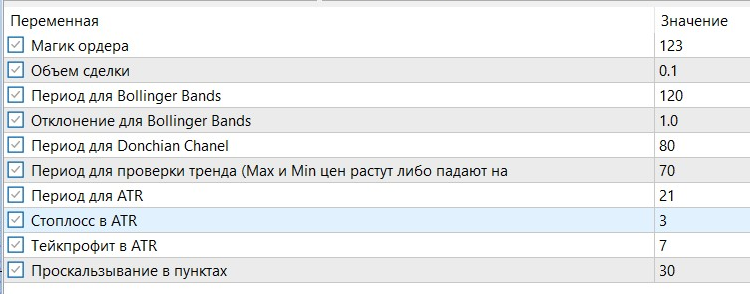 Переменная Значение
Магик ордера 123
Объем сделки 0.1
Период для Bollinger Bands 120
Отклонение для Bollinger Bands 1.0
Период для Donchian Chanel 80
Период для проверки тренда (Max и Min цен растут либо падают на 70
Период для ATR 21
Стоплосс в ATR 3
Тейкпрофит в ATR 7
Проскальзывание в пунктах 30